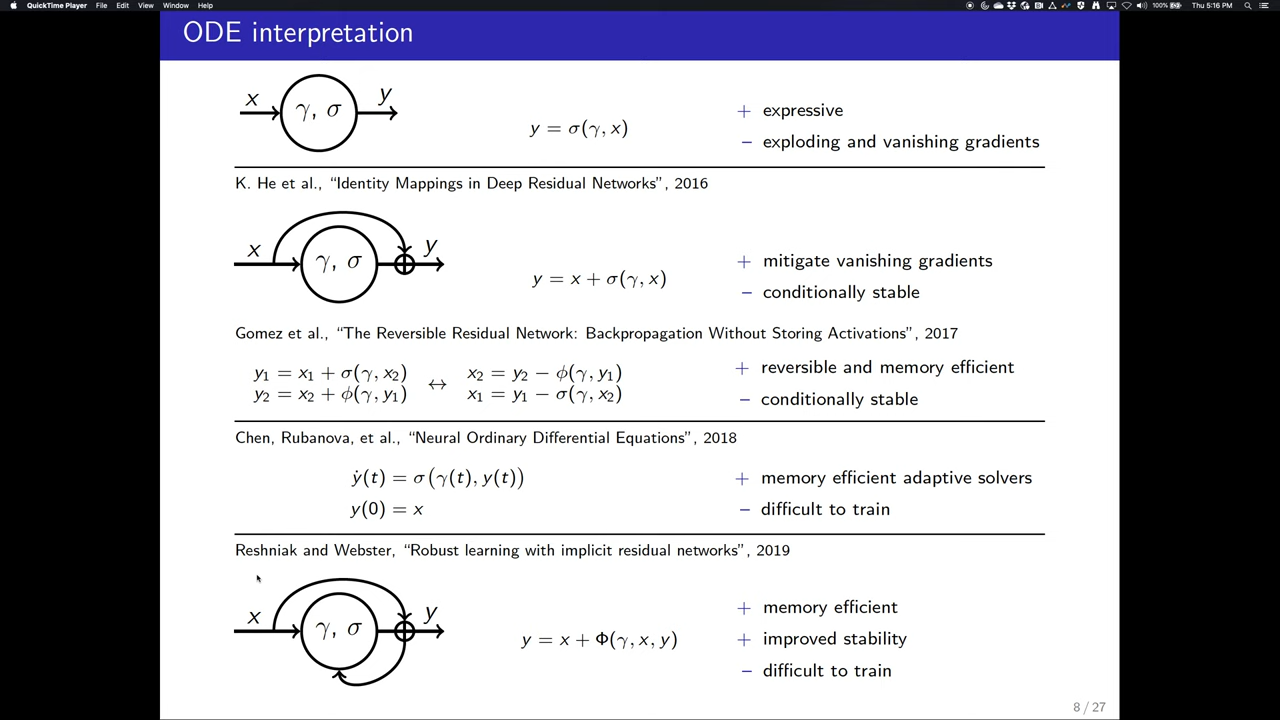 QuickTime Player File Edit View Window Help 100% Thu 5:16 PM
ODE interpretation
x γ, σ y
y = σ(γ, x)
+ expressive
− exploding and vanishing gradients
K. He et al., “Identity Mappings in Deep Residual Networks”, 2016
x γ, σ y
y = x + σ(γ, x)
+ mitigate vanishing gradients
− conditionally stable
Gomez et al., “The Reversible Residual Network: Backpropagation Without Storing Activations”, 2017
y₁ = x₁ + σ(γ, x₂) ↔ x₂ = y₂ − ϕ(γ, y₁)
y₂ = x₂ + ϕ(γ, y₁) x₁ = y₁ − σ(γ, x₂)
+ reversible and memory efficient
− conditionally stable
Chen, Rubanova, et al., “Neural Ordinary Differential Equations”, 2018
ẏ(t) = σ(γ(t), y(t))
y(0) = x
+ memory efficient adaptive solvers
− difficult to train
Reshniak and Webster, “Robust learning with implicit residual networks”, 2019
x γ, σ y
y = x + Φ(γ, x, y)
+ memory efficient
+ improved stability
− difficult to train
8 / 27